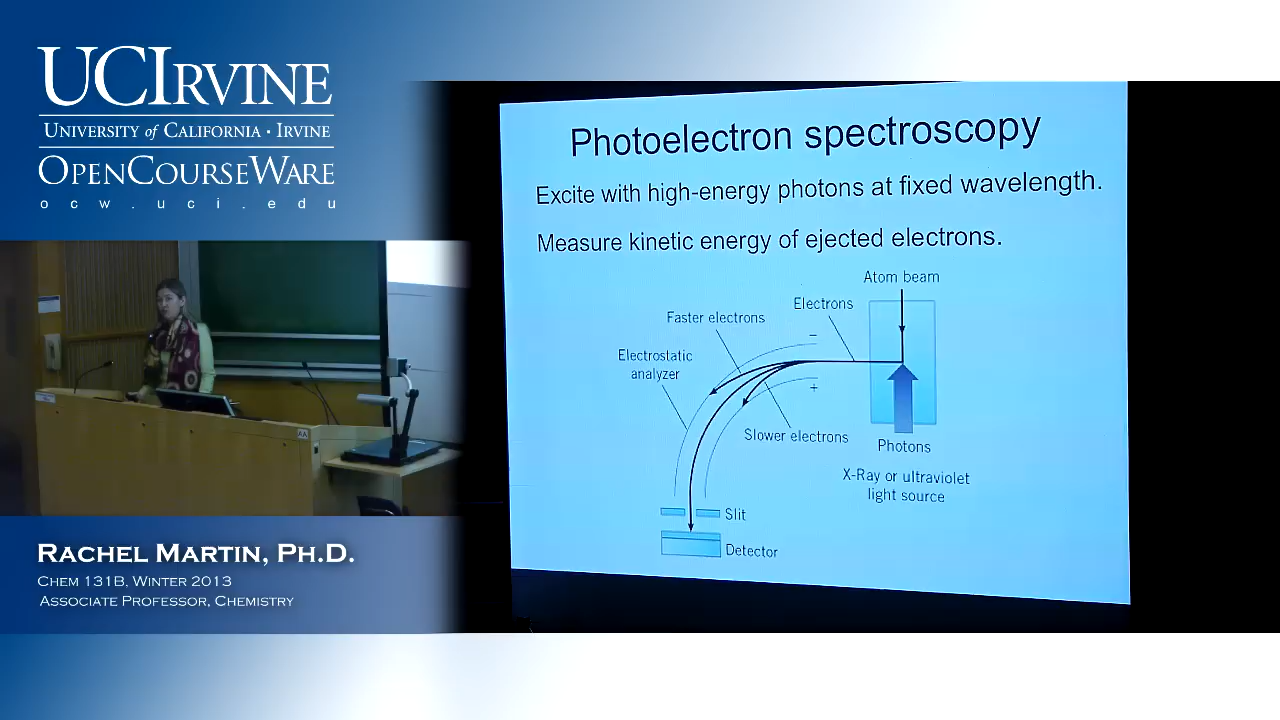 UCIRVINE
UNIVERSITY of CALIFORNIA · IRVINE
OPENCOURSEWARE
ocw.uci.edu
RACHEL MARTIN, PH.D.
CHEM 131B, WINTER 2013
ASSOCIATE PROFESSOR, CHEMISTRY
Photoelectron spectroscopy
Excite with high-energy photons at fixed wavelength.
Measure kinetic energy of ejected electrons.
Atom beam
Electrons
Faster electrons
−
Electrostatic
analyzer
+
Slower electrons
Photons
X-Ray or ultraviolet
light source
Slit
Detector